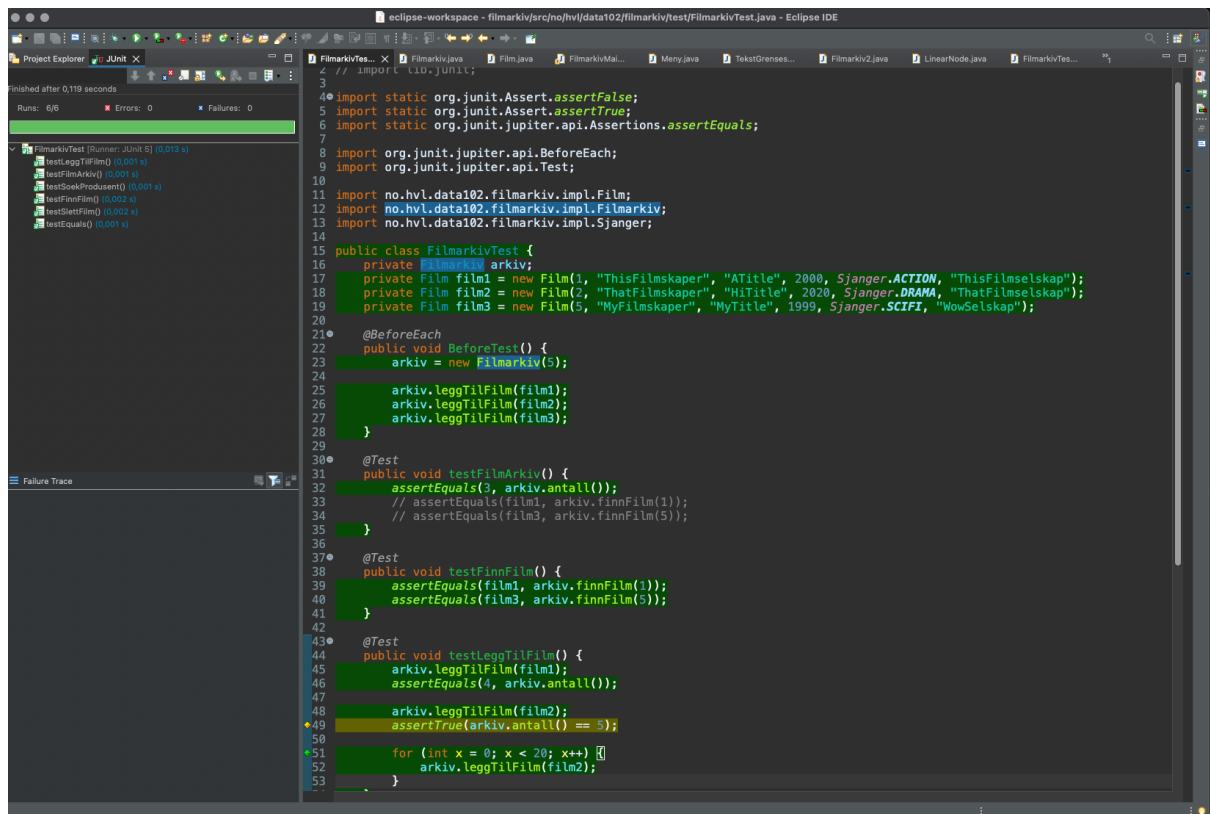 eclipse-workspace - filmarkiv/src/no/hvl/data102/filmarkiv/test/FilmarkivTest.java - Eclipse IDE
Project Explorer
JUnit
Finished after 0,119 seconds
Runs: 6/6
Errors: 0
Failures: 0
FilmarkivTest [Runner: JUnit 5] (0,013 s)
testLeggTilFilm() (0,001 s)
testFilmArkiv() (0,001 s)
testSoekProdusent() (0,001 s)
testFinnFilm() (0,002 s)
testSlettFilm() (0,002 s)
testEquals() (0,001 s)
Failure Trace
FilmarkivTes... Filmarkiv.java Film.java FilmarkivMai... Meny.java TekstGrenses... Filmarkiv2.java LinearNode.java FilmarkivTes... 1
2 // import lib.junit;
3
4 import static org.junit.Assert.assertFalse;
5 import static org.junit.Assert.assertTrue;
6 import static org.junit.jupiter.api.Assertions.assertEquals;
7
8 import org.junit.jupiter.api.BeforeEach;
9 import org.junit.jupiter.api.Test;
10
11 import no.hvl.data102.filmarkiv.impl.Film;
12 import no.hvl.data102.filmarkiv.impl.Filmarkiv;
13 import no.hvl.data102.filmarkiv.impl.Sjanger;
14
15 public class FilmarkivTest {
16 private Filmarkiv arkiv;
17 private Film film1 = new Film(1, "ThisFilmskaper", "ATitle", 2000, Sjanger.ACTION, "ThisFilmselskap");
18 private Film film2 = new Film(2, "ThatFilmskaper", "HiTitle", 2020, Sjanger.DRAMA, "ThatFilmselskap");
19 private Film film3 = new Film(5, "MyFilmskaper", "MyTitle", 1999, Sjanger.SCIFI, "WowSelskap");
20
21 @BeforeEach
22 public void BeforeTest() {
23 arkiv = new Filmarkiv(5);
24
25 arkiv.leggTilFilm(film1);
26 arkiv.leggTilFilm(film2);
27 arkiv.leggTilFilm(film3);
28 }
29
30 @Test
31 public void testFilmArkiv() {
32 assertEquals(3, arkiv.antall());
33 // assertEquals(film1, arkiv.finnFilm(1));
34 // assertEquals(film3, arkiv.finnFilm(5));
35 }
36
37 @Test
38 public void testFinnFilm() {
39 assertEquals(film1, arkiv.finnFilm(1));
40 assertEquals(film3, arkiv.finnFilm(5));
41 }
42
43 @Test
44 public void testLeggTilFilm() {
45 arkiv.leggTilFilm(film1);
46 assertEquals(4, arkiv.antall());
47
48 arkiv.leggTilFilm(film2);
49 assertTrue(arkiv.antall() == 5);
50
51 for (int x = 0; x < 20; x++) {
52 arkiv.leggTilFilm(film2);
53 }